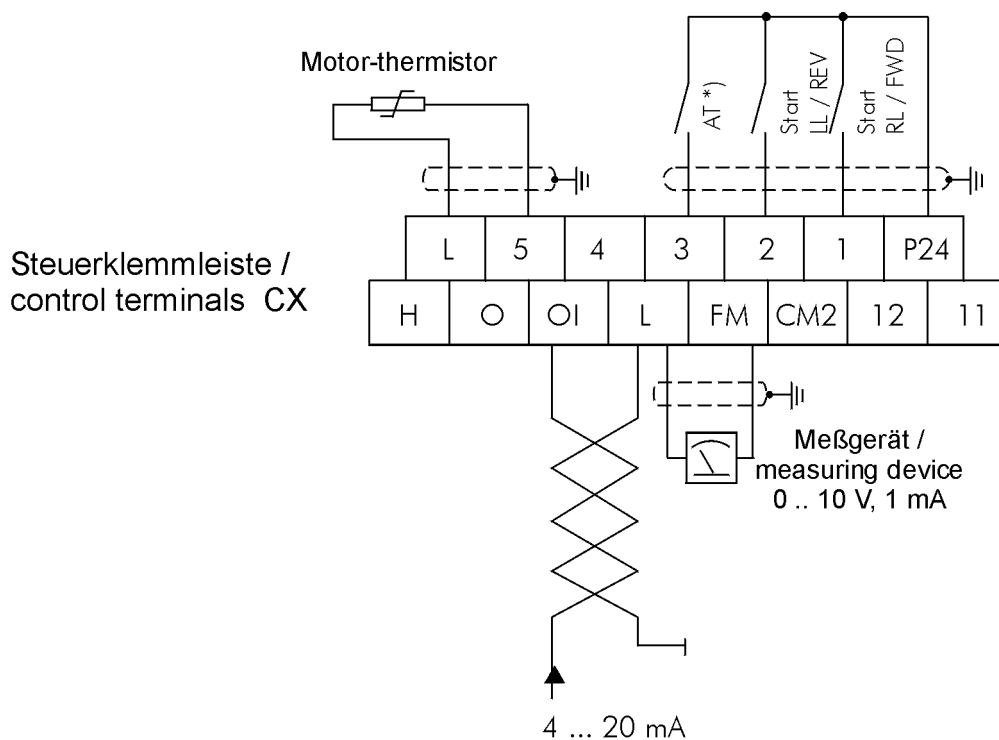 Motor-thermistor
AT *)
Start
LL / REV
Start
RL / FWD
Steuerklemmleiste /
control terminals CX
L 5 4 3 2 1 P24
H O OI L FM CM2 12 11
Meßgerät /
measuring device
0 .. 10 V, 1 mA
4 ... 20 mA